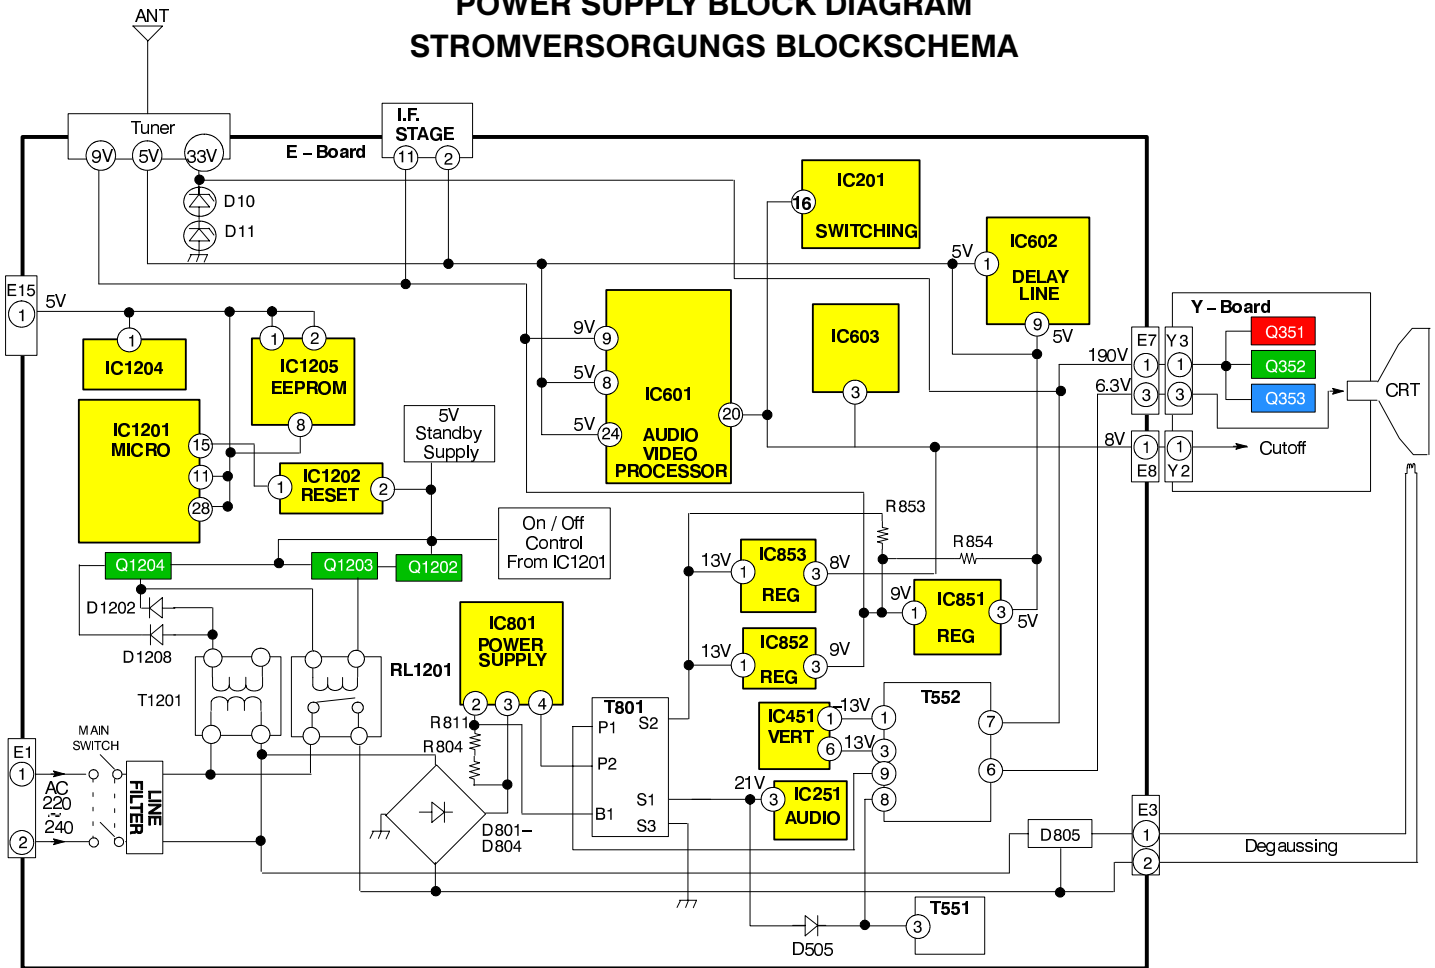 POWER SUPPLY BLOCK DIAGRAM
STROMVERSORGUNGS BLOCKSCHEMA
ANT
Tuner
9V 5V 33V
E – Board
I.F.
STAGE
11 2
D10
D11
IC201
16
SWITCHING
IC602
5V 1
DELAY
LINE
9
5V
E15
1
5V
1
IC1204
1 2
IC1205
EEPROM
8
IC1201
MICRO
15
11
28
IC1202
RESET
1 2
5V
Standby
Supply
9V 9
5V 8
5V 24
IC601
20
AUDIO
VIDEO
PROCESSOR
IC603
3
Y – Board
E7 Y3
190V 1 1
6.3V 3 3
8V 1 1
E8 Y2
Q351
Q352
Q353
CRT
Cutoff
On / Off
Control
From IC1201
Q1204
Q1203
Q1202
D1202
D1208
T1201
RL1201
R853
R854
13V 1
IC853
3 8V
REG
13V 1
IC852
3 9V
REG
9V 1
IC851
3
5V
REG
IC801
POWER
SUPPLY
2 3 4
R811
R804
D801–
D804
T801
P1
P2
B1
S2
S1
S3
IC451
VERT
1 –13V 1
6 13V 3
9
8
T552
7
6
21V 3
IC251
AUDIO
MAIN
SWITCH
E1
1
2
AC
220
~
240
LINE
FILTER
D805
E3
1
2
Degaussing
D505
T551
3